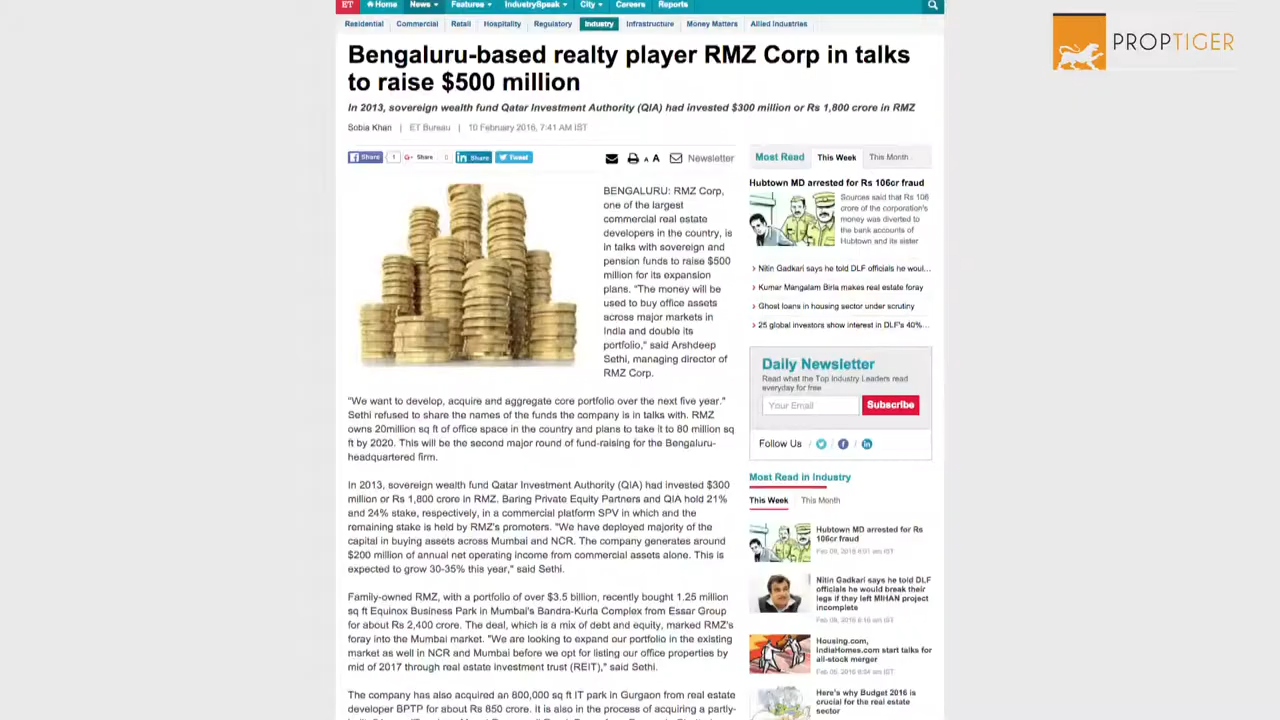 ET Home News Features IndustrySpeak City Careers Reports
Residential Commercial Retail Hospitality Regulatory Industry Infrastructure Money Matters Allied Industries
PROPTIGER
Bengaluru-based realty player RMZ Corp in talks
to raise $500 million
In 2013, sovereign wealth fund Qatar Investment Authority (QIA) had invested $300 million or Rs 1,800 crore in RMZ
Sobia Khan | ET Bureau | 10 February 2016, 7:41 AM IST
Share 1 G+ Share 0 in Share Tweet A A Newsletter
BENGALURU: RMZ Corp,
one of the largest
commercial real estate
developers in the country, is
in talks with sovereign and
pension funds to raise $500
million for its expansion
plans. "The money will be
used to buy office assets
across major markets in
India and double its
portfolio," said Arshdeep
Sethi, managing director of
RMZ Corp.
"We want to develop, acquire and aggregate core portfolio over the next five year."
Sethi refused to share the names of the funds the company is in talks with. RMZ
owns 20million sq ft of office space in the country and plans to take it to 80 million sq
ft by 2020. This will be the second major round of fund-raising for the Bengaluru-
headquartered firm.
In 2013, sovereign wealth fund Qatar Investment Authority (QIA) had invested $300
million or Rs 1,800 crore in RMZ. Baring Private Equity Partners and QIA hold 21%
and 24% stake, respectively, in a commercial platform SPV in which and the
remaining stake is held by RMZ's promoters. "We have deployed majority of the
capital in buying assets across Mumbai and NCR. The company generates around
$200 million of annual net operating income from commercial assets alone. This is
expected to grow 30-35% this year," said Sethi.
Family-owned RMZ, with a portfolio of over $3.5 billion, recently bought 1.25 million
sq ft Equinox Business Park in Mumbai's Bandra-Kurla Complex from Essar Group
for about Rs 2,400 crore. The deal, which is a mix of debt and equity, marked RMZ's
foray into the Mumbai market. "We are looking to expand our portfolio in the existing
market as well in NCR and Mumbai before we opt for listing our office properties by
mid of 2017 through real estate investment trust (REIT)," said Sethi.
The company has also acquired an 800,000 sq ft IT park in Gurgaon from real estate
developer BPTP for about Rs 850 crore. It is also in the process of acquiring a partly-
Most Read This Week This Month
Hubtown MD arrested for Rs 106cr fraud
Sources said that Rs 106
crore of the corporation's
money was diverted to
the bank accounts of
Hubtown and its sister
Nitin Gadkari says he told DLF officials he woul...
Kumar Mangalam Birla makes real estate foray
Ghost loans in housing sector under scrutiny
25 global investors show interest in DLF's 40%...
Daily Newsletter
Read what the Top Industry Leaders read
everyday for free
Your Email Subscribe
Follow Us / f / in
Most Read in Industry
This Week This Month
Hubtown MD arrested for Rs
106cr fraud
Nitin Gadkari says he told DLF
officials he would break their
legs if they left MIHAN project
incomplete
Housing.com,
IndiaHomes.com start talks for
all-stock merger
Here's why Budget 2016 is
crucial for the real estate
sector